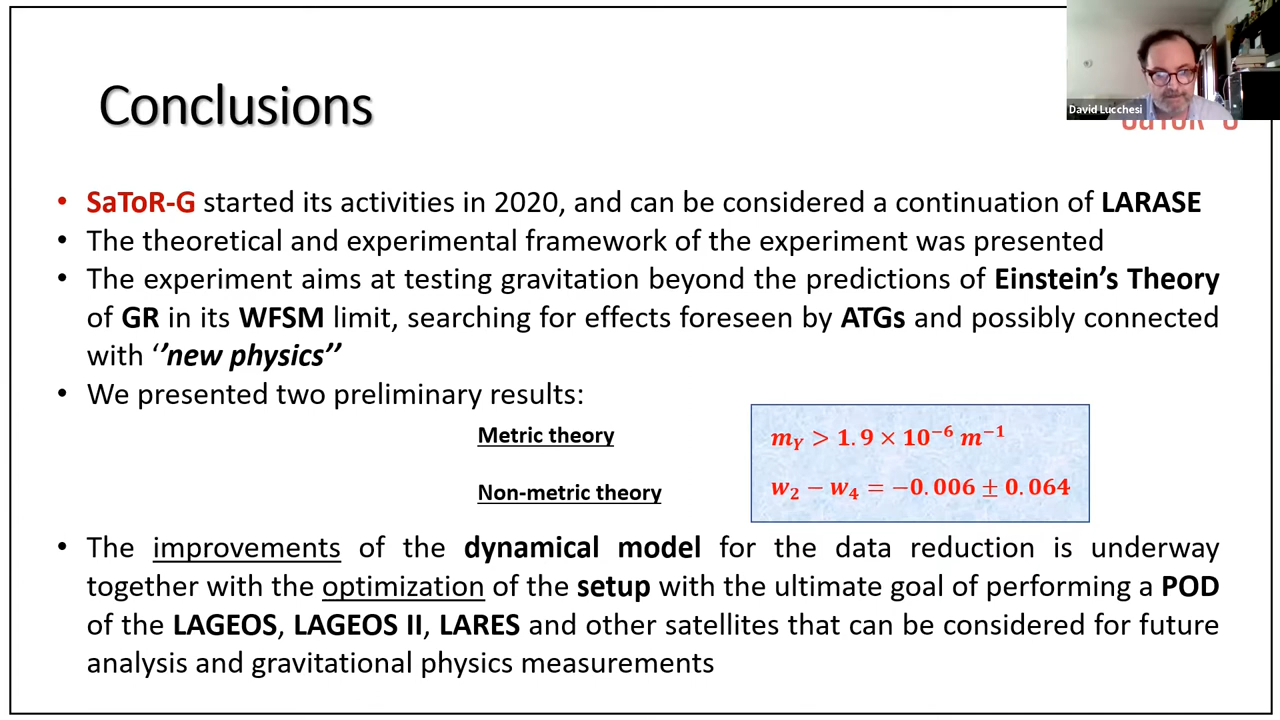 David Lucchesi
Conclusions
• SaToR-G started its activities in 2020, and can be considered a continuation of LARASE
• The theoretical and experimental framework of the experiment was presented
• The experiment aims at testing gravitation beyond the predictions of Einstein’s Theory
of GR in its WFSM limit, searching for effects foreseen by ATGs and possibly connected
with ‘’new physics’’
• We presented two preliminary results:
Metric theory
m_Y > 1.9 × 10⁻⁶ m⁻¹
Non-metric theory
w₂ − w₄ = −0.006 ± 0.064
• The improvements of the dynamical model for the data reduction is underway
together with the optimization of the setup with the ultimate goal of performing a POD
of the LAGEOS, LAGEOS II, LARES and other satellites that can be considered for future
analysis and gravitational physics measurements